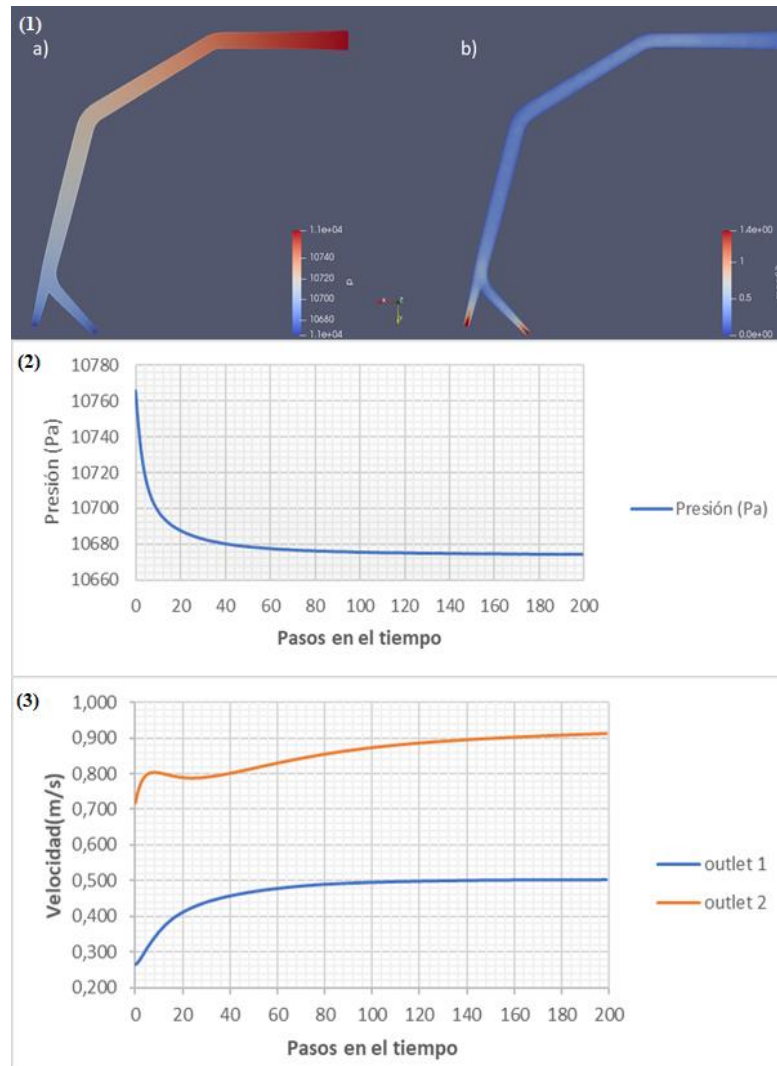 (1)
a)
b)
1.1e+04
10740
10720
10700
10680
1.1e+04
p
1.4e+00
1
0.5
0.0e+00
(2)
Presión (Pa)
10780
10760
10740
10720
10700
10680
10660
0 20 40 60 80 100 120 140 160 180 200
Pasos en el tiempo
Presión (Pa)
(3)
Velocidad(m/s)
1,000
0,900
0,800
0,700
0,600
0,500
0,400
0,300
0,200
0 20 40 60 80 100 120 140 160 180 200
Pasos en el tiempo
outlet 1
outlet 2